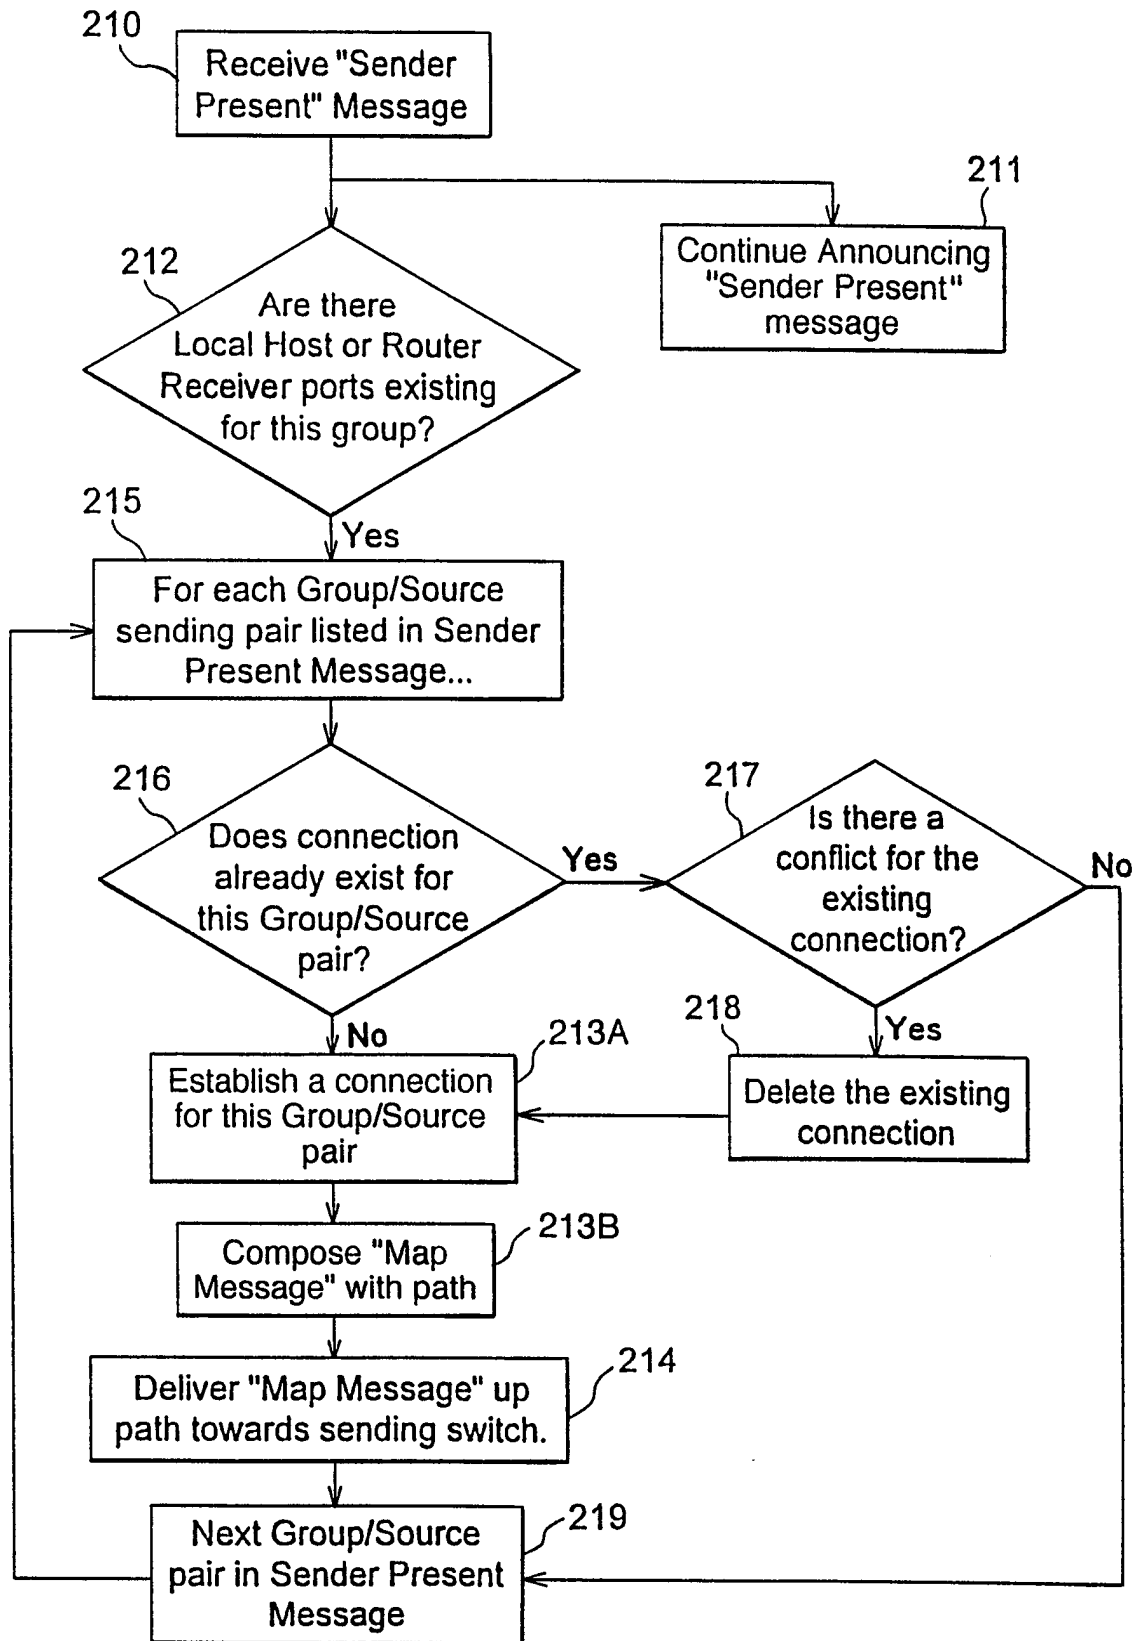 210
Receive "Sender
Present" Message
211
Continue Announcing
"Sender Present"
message
212
Are there
Local Host or Router
Receiver ports existing
for this group?
Yes
215
For each Group/Source
sending pair listed in Sender
Present Message...
216
Does connection
already exist for
this Group/Source
pair?
Yes
217
Is there a
conflict for the
existing
connection?
No
No
213A
Establish a connection
for this Group/Source
pair
Yes
218
Delete the existing
connection
213B
Compose "Map
Message" with path
214
Deliver "Map Message" up
path towards sending switch.
219
Next Group/Source
pair in Sender Present
Message